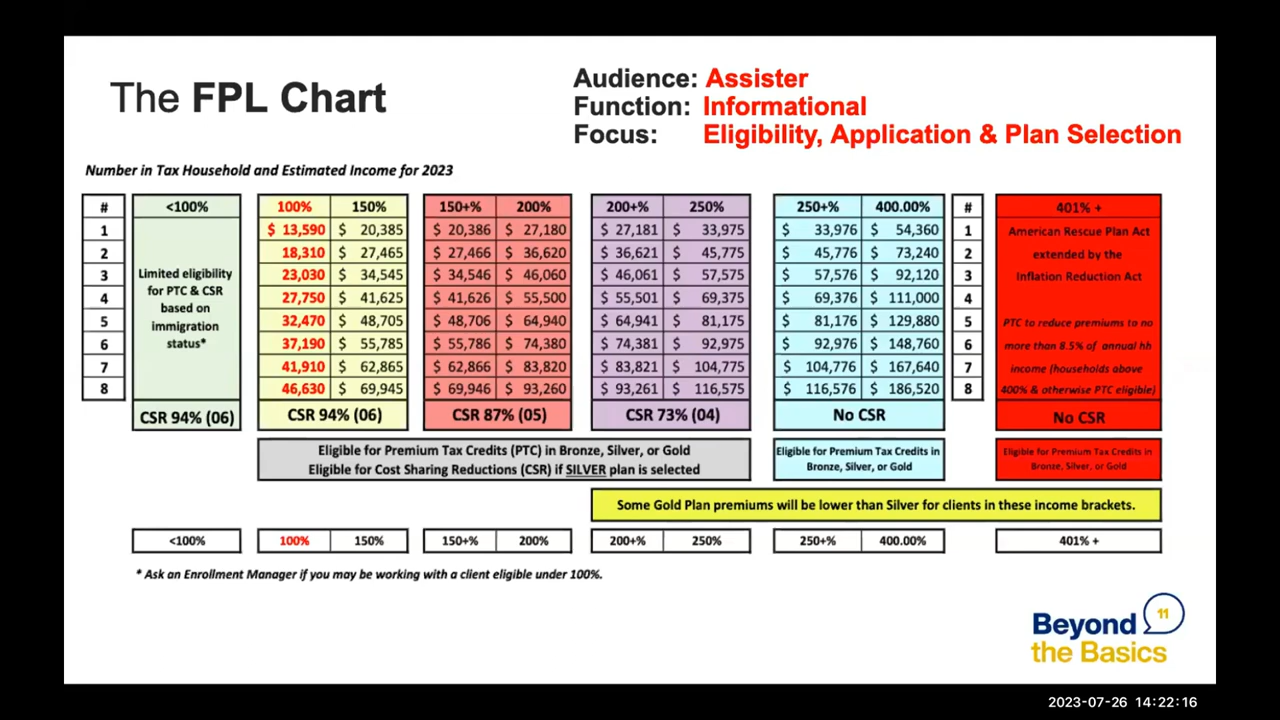 The FPL Chart
Audience: Assister
Function: Informational
Focus: Eligibility, Application & Plan Selection
Number in Tax Household and Estimated Income for 2023
# <100% 100% 150% 150+% 200% 200+% 250% 250+% 400.00% # 401% +
1 $ 13,590 $ 20,385 $ 20,386 $ 27,180 $ 27,181 $ 33,975 $ 33,976 $ 54,360 1
2 18,310 $ 27,465 $ 27,466 $ 36,620 $ 36,621 $ 45,775 $ 45,776 $ 73,240 2
3 23,030 $ 34,545 $ 34,546 $ 46,060 $ 46,061 $ 57,575 $ 57,576 $ 92,120 3
4 27,750 $ 41,625 $ 41,626 $ 55,500 $ 55,501 $ 69,375 $ 69,376 $ 111,000 4
5 32,470 $ 48,705 $ 48,706 $ 64,940 $ 64,941 $ 81,175 $ 81,176 $ 129,880 5
6 37,190 $ 55,785 $ 55,786 $ 74,380 $ 74,381 $ 92,975 $ 92,976 $ 148,760 6
7 41,910 $ 62,865 $ 62,866 $ 83,820 $ 83,821 $ 104,775 $ 104,776 $ 167,640 7
8 46,630 $ 69,945 $ 69,946 $ 93,260 $ 93,261 $ 116,575 $ 116,576 $ 186,520 8
Limited eligibility
for PTC & CSR
based on
immigration
status*
American Rescue Plan Act
extended by the
Inflation Reduction Act
PTC to reduce premiums to no
more than 8.5% of annual hh
income (households above
400% & otherwise PTC eligible)
CSR 94% (06) CSR 94% (06) CSR 87% (05) CSR 73% (04) No CSR No CSR
Eligible for Premium Tax Credits (PTC) in Bronze, Silver, or Gold
Eligible for Cost Sharing Reductions (CSR) if SILVER plan is selected
Eligible for Premium Tax Credits in
Bronze, Silver, or Gold
Eligible for Premium Tax Credits in
Bronze, Silver, or Gold
Some Gold Plan premiums will be lower than Silver for clients in these income brackets.
<100% 100% 150% 150+% 200% 200+% 250% 250+% 400.00% 401% +
* Ask an Enrollment Manager if you may be working with a client eligible under 100%.
Beyond 11
the Basics
2023-07-26 14:22:16